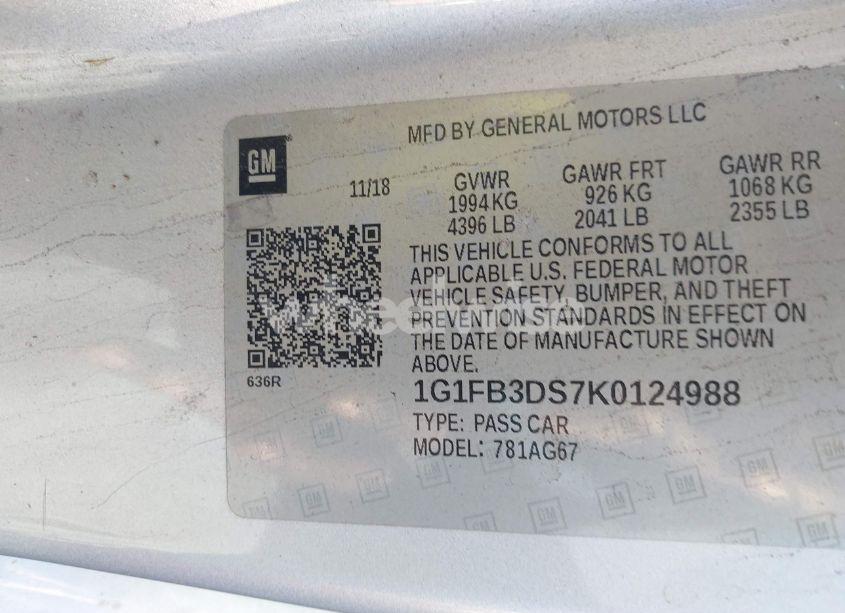 MFD BY GENERAL MOTORS LLC
GM
11/18
GVWR
1994 KG
4396 LB
GAWR FRT
926 KG
2041 LB
GAWR RR
1068 KG
2355 LB
THIS VEHICLE CONFORMS TO ALL
APPLICABLE U.S. FEDERAL MOTOR
VEHICLE SAFETY, BUMPER, AND THEFT
PREVENTION STANDARDS IN EFFECT ON
THE DATE OF MANUFACTURE SHOWN
ABOVE.
636R
1G1FB3DS7K0124988
TYPE: PASS CAR
MODEL: 781AG67